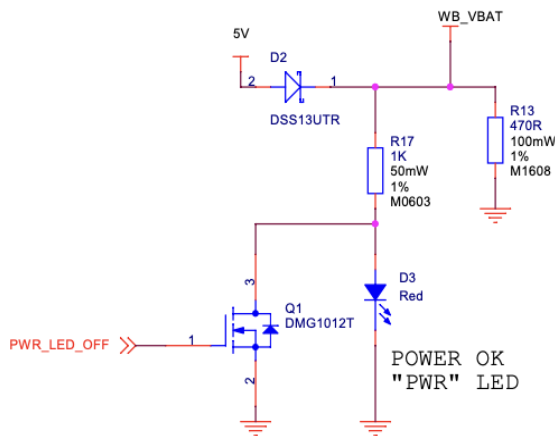 WB_VBAT
5V
D2
2
1
DSS13UTR
R13
470R
100mW
1%
M1608
R17
1K
50mW
1%
M0603
3
Q1
DMG1012T
D3
Red
PWR_LED_OFF
1
2
POWER OK
"PWR" LED